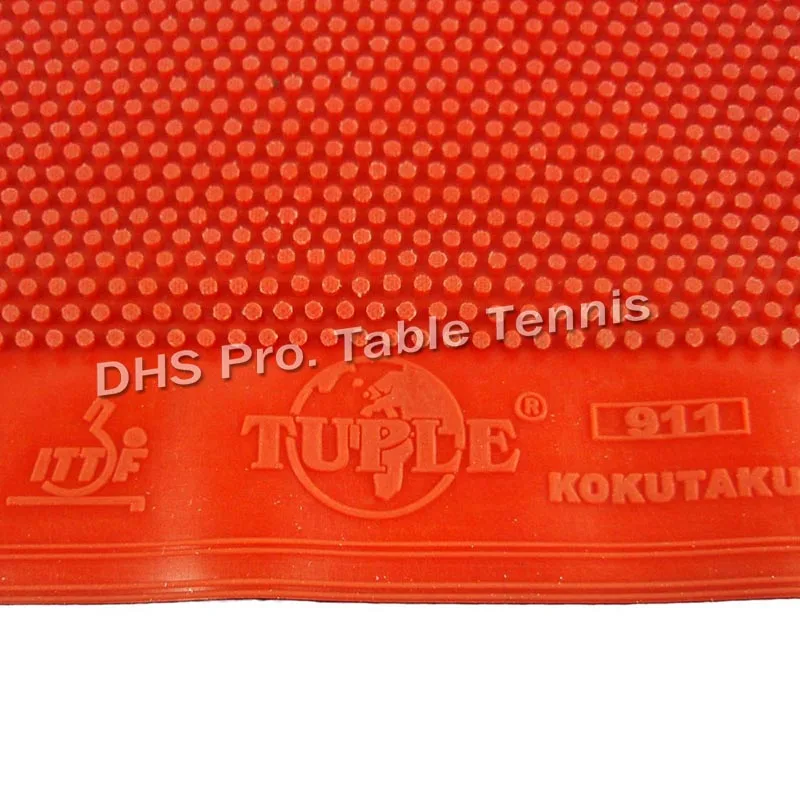 DHS Pro. Table Tennis
ITTF
TUPLE ®
911
KOKUTAKU